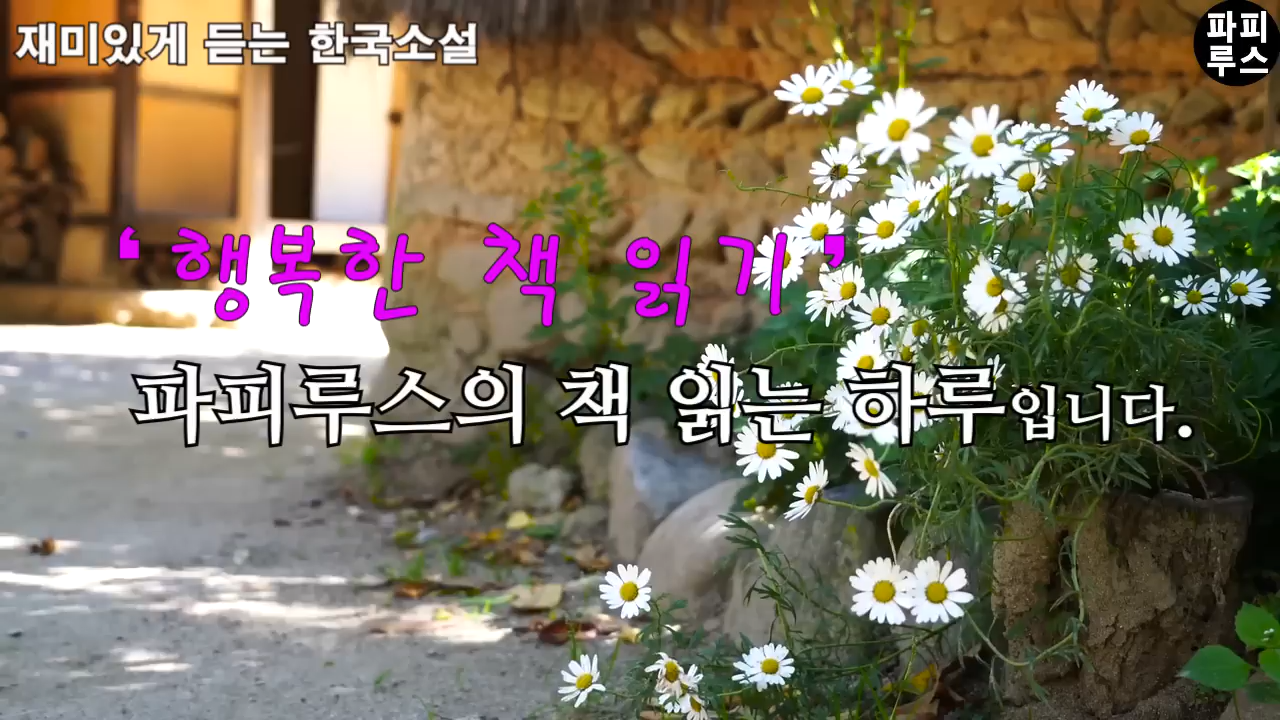 재미있게 듣는 한국소설
파피
루스
‘행복한 책 읽기’
파피루스의 책 읽는 하루입니다.